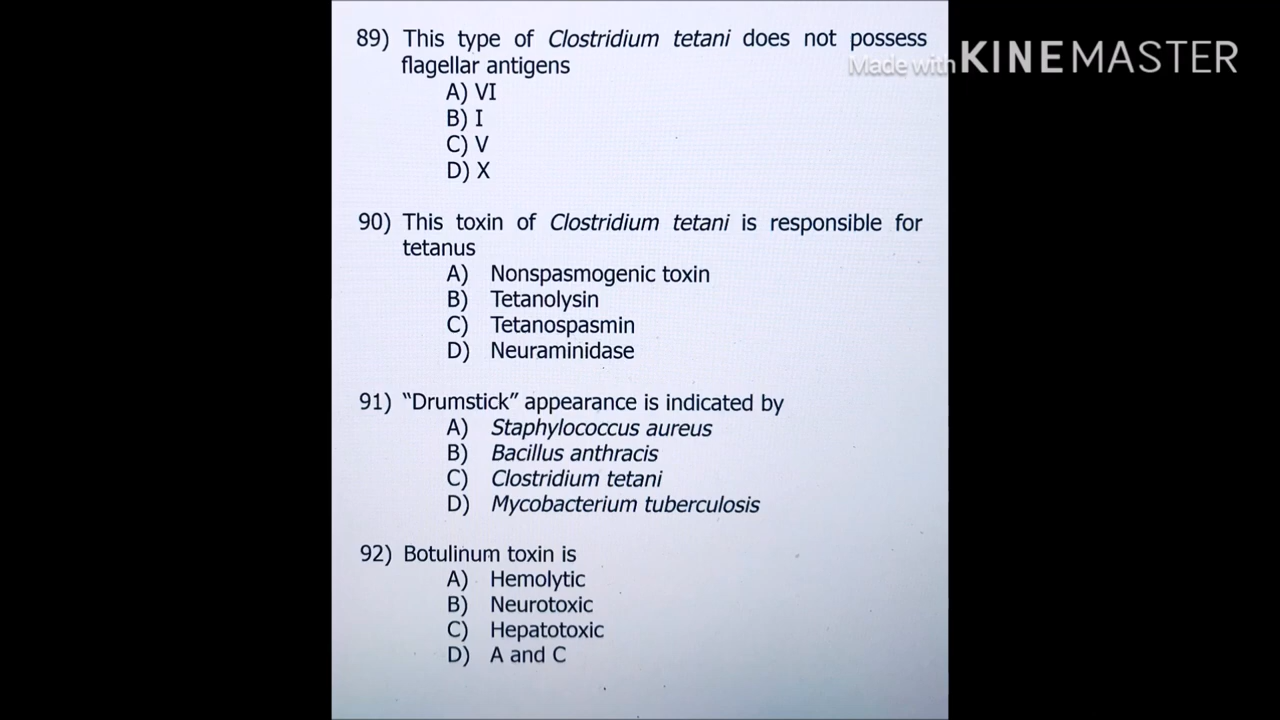 89) This type of Clostridium tetani does not possess
flagellar antigens
A) VI
B) I
C) V
D) X
90) This toxin of Clostridium tetani is responsible for
tetanus
A) Nonspasmogenic toxin
B) Tetanolysin
C) Tetanospasmin
D) Neuraminidase
91) “Drumstick” appearance is indicated by
A) Staphylococcus aureus
B) Bacillus anthracis
C) Clostridium tetani
D) Mycobacterium tuberculosis
92) Botulinum toxin is
A) Hemolytic
B) Neurotoxic
C) Hepatotoxic
D) A and C
Made with KINEMASTER